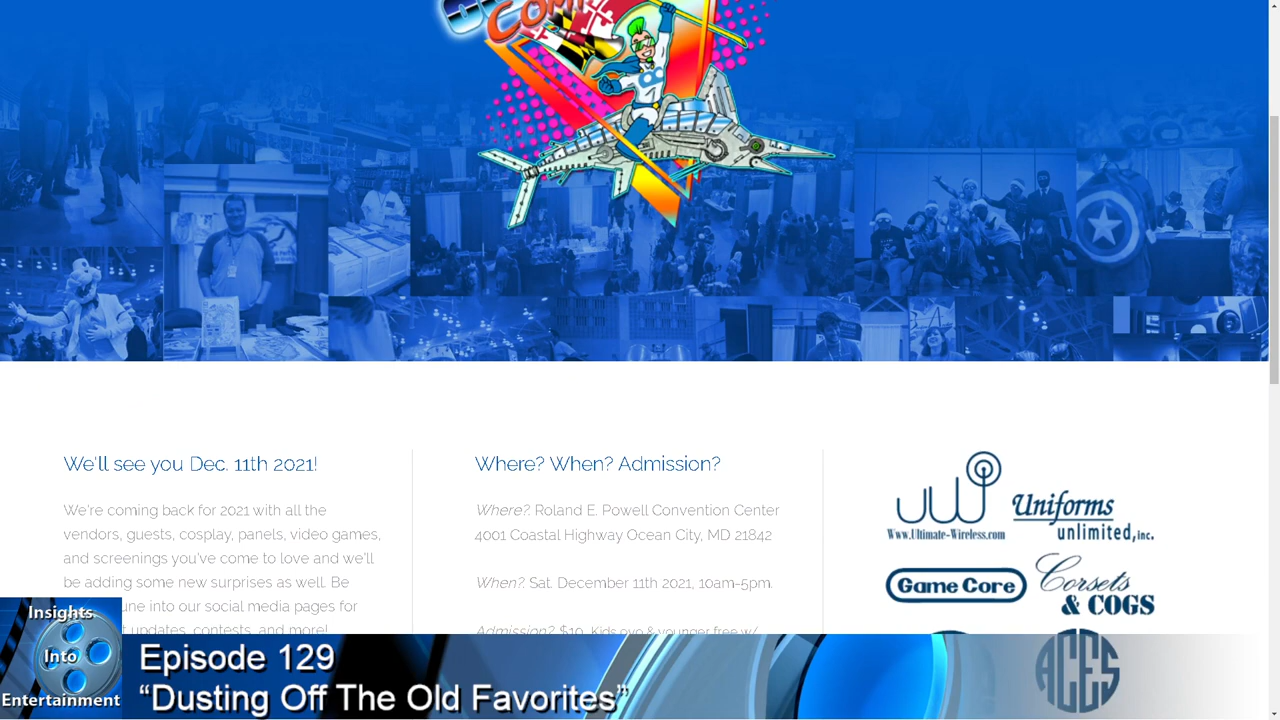 COMI
We'll see you Dec. 11th 2021!
We're coming back for 2021 with all the
vendors, guests, cosplay, panels, video games,
and screenings you've come to love and we'll
be adding some new surprises as well. Be
tune into our social media pages for
updates, contests, and more!
Where? When? Admission?
Where?: Roland E. Powell Convention Center
4001 Coastal Highway Ocean City, MD 21842
When?: Sat. December 11th 2021, 10am-5pm.
Admission?: $10. Kids 9yo & younger free w/
UW
www.Ultimate-Wireless.com
Uniforms
unlimited, inc.
Game Core
Corsets
& COGS
ACES
Insights
Into
Entertainment
Episode 129
“Dusting Off The Old Favorites”